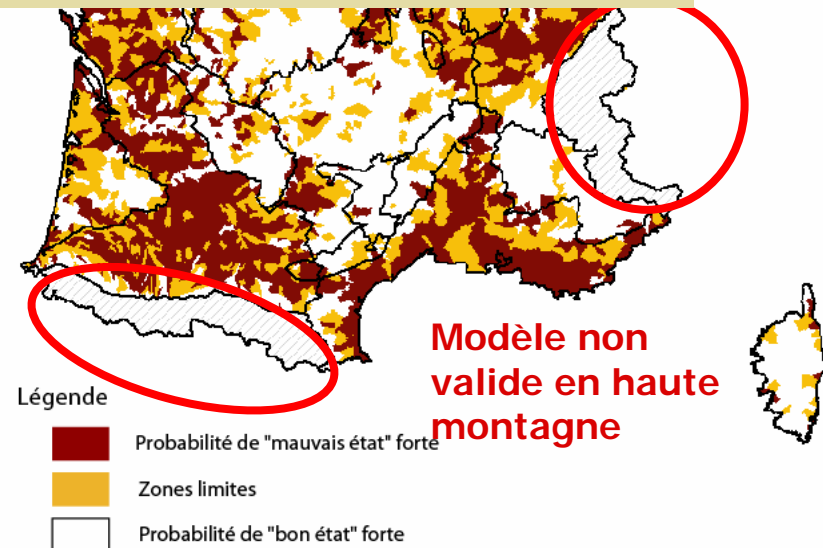 Modèle non
valide en haute
montagne
Légende
Probabilité de "mauvais état" forte
Zones limites
Probabilité de "bon état" forte